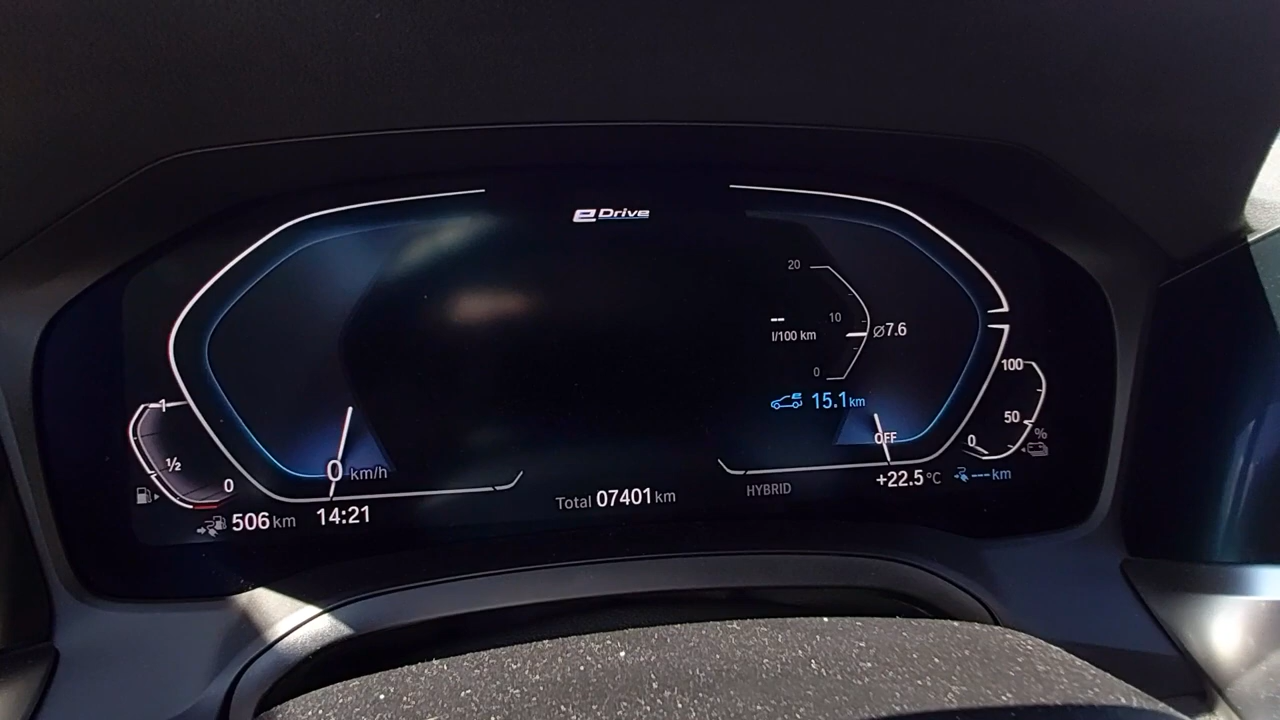 eDrive
20
--
10
l/100 km
⌀7.6
0
15.1 km
100
50
%
0
OFF
1
1/2
0
0 km/h
506 km
14:21
Total 07401 km
HYBRID
+22.5 °C
--- km